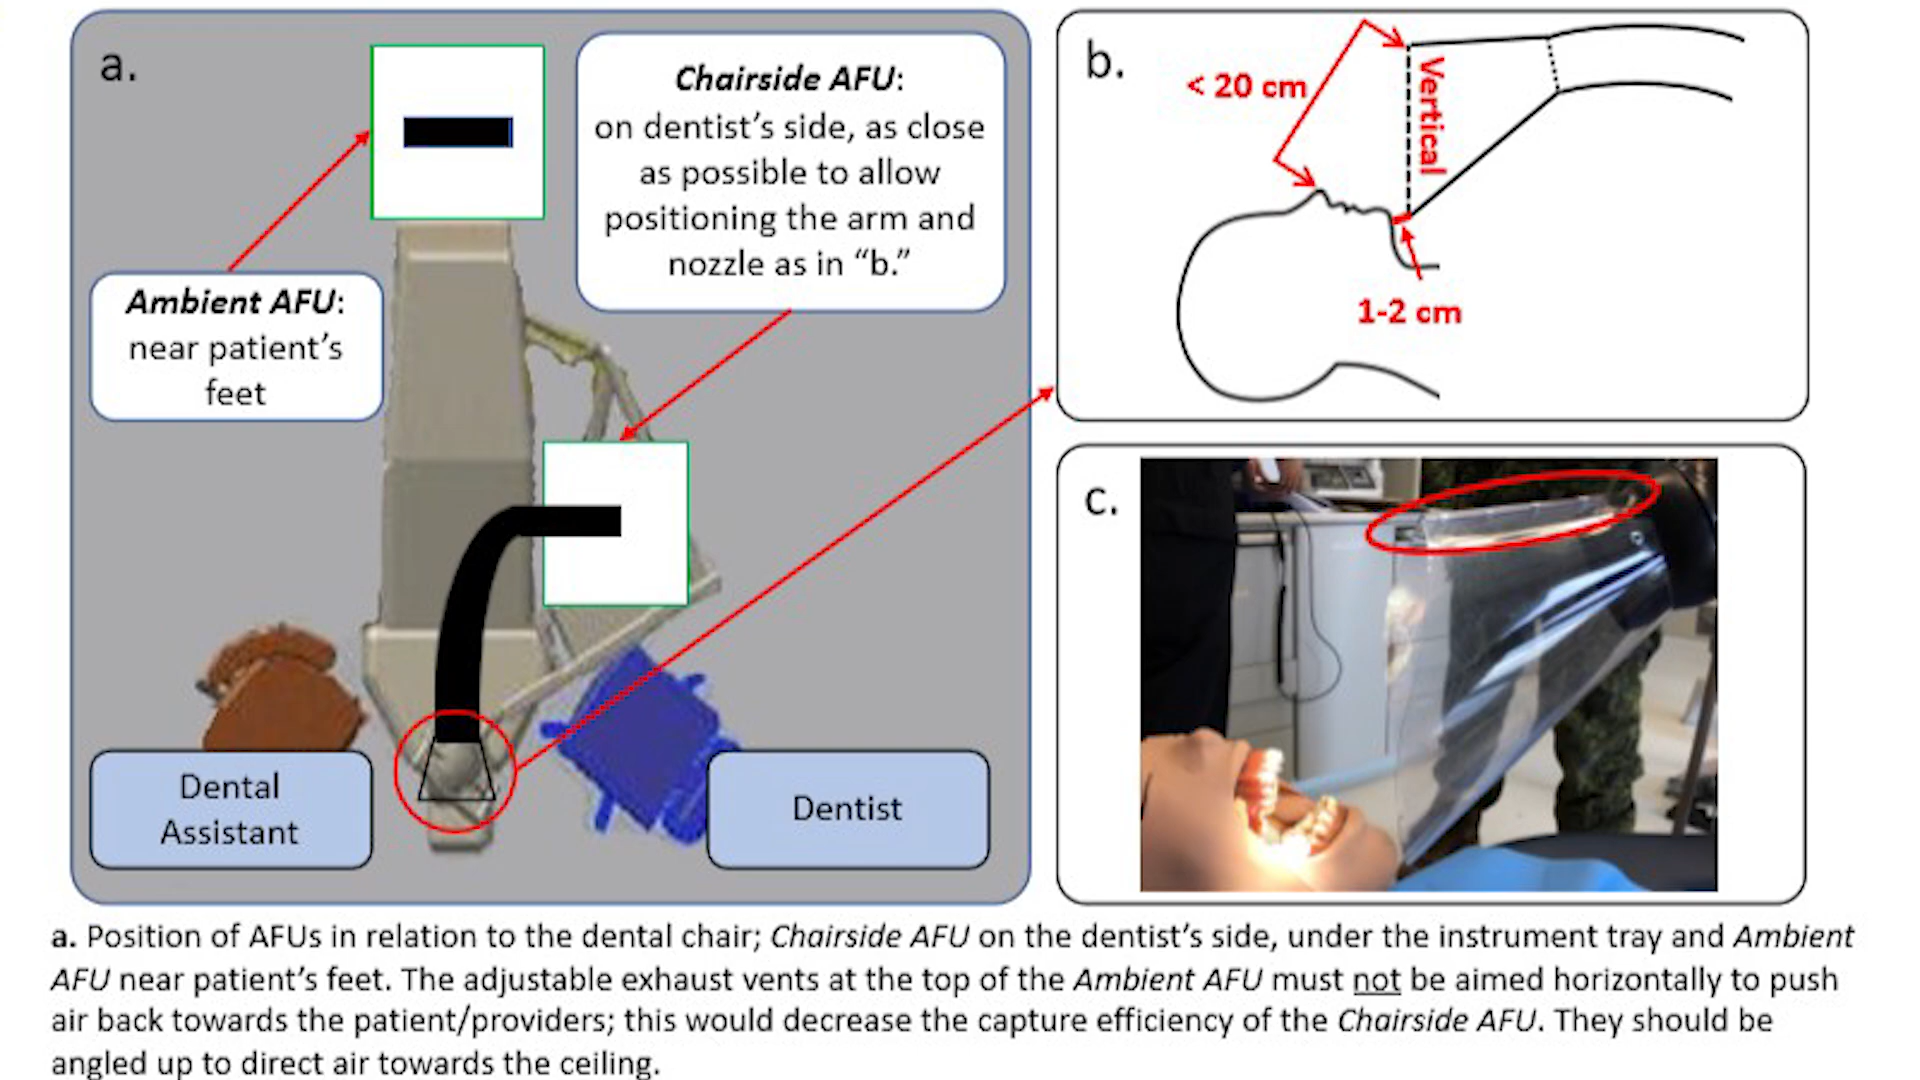 a.
Chairside AFU:
on dentist’s side, as close
as possible to allow
positioning the arm and
nozzle as in “b.”
Ambient AFU:
near patient’s
feet
Dental
Assistant
Dentist
b.
< 20 cm
Vertical
1-2 cm
c.
a. Position of AFUs in relation to the dental chair; Chairside AFU on the dentist’s side, under the instrument tray and Ambient
AFU near patient’s feet. The adjustable exhaust vents at the top of the Ambient AFU must not be aimed horizontally to push
air back towards the patient/providers; this would decrease the capture efficiency of the Chairside AFU. They should be
angled up to direct air towards the ceiling.